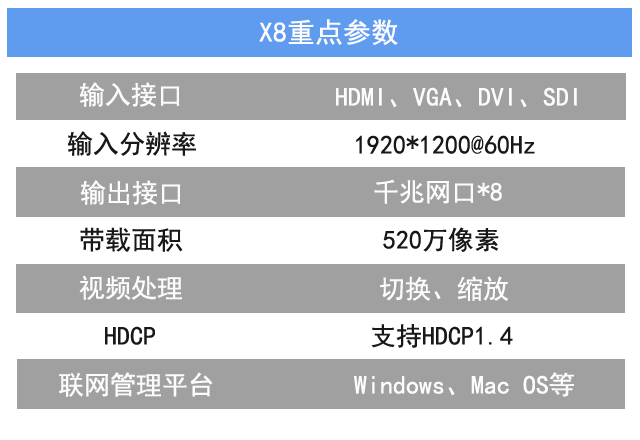 X8重点参数
输入接口 HDMI、VGA、DVI、SDI
输入分辨率 1920*1200@60Hz
输出接口 千兆网口*8
带载面积 520万像素
视频处理 切换、缩放
HDCP 支持HDCP1.4
联网管理平台 Windows、Mac OS等